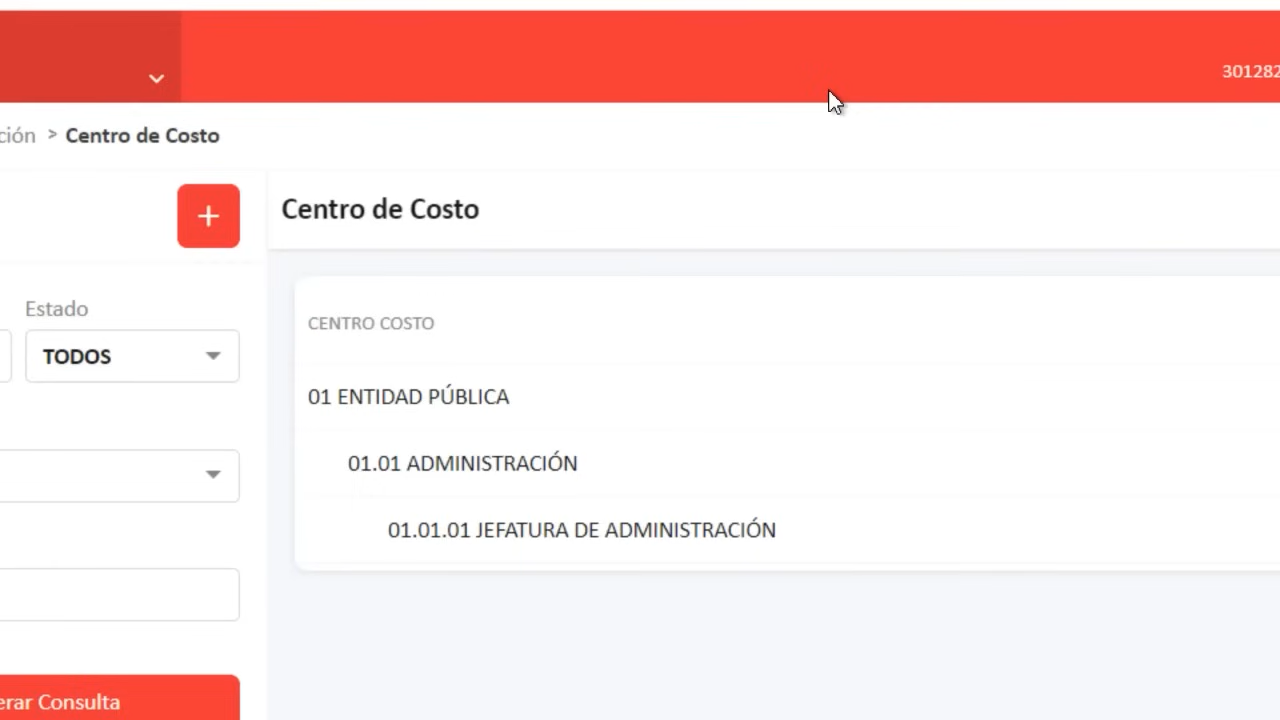 301282
ción > Centro de Costo
+
Centro de Costo
Estado
TODOS
CENTRO COSTO
01 ENTIDAD PÚBLICA
01.01 ADMINISTRACIÓN
01.01.01 JEFATURA DE ADMINISTRACIÓN
erar Consulta